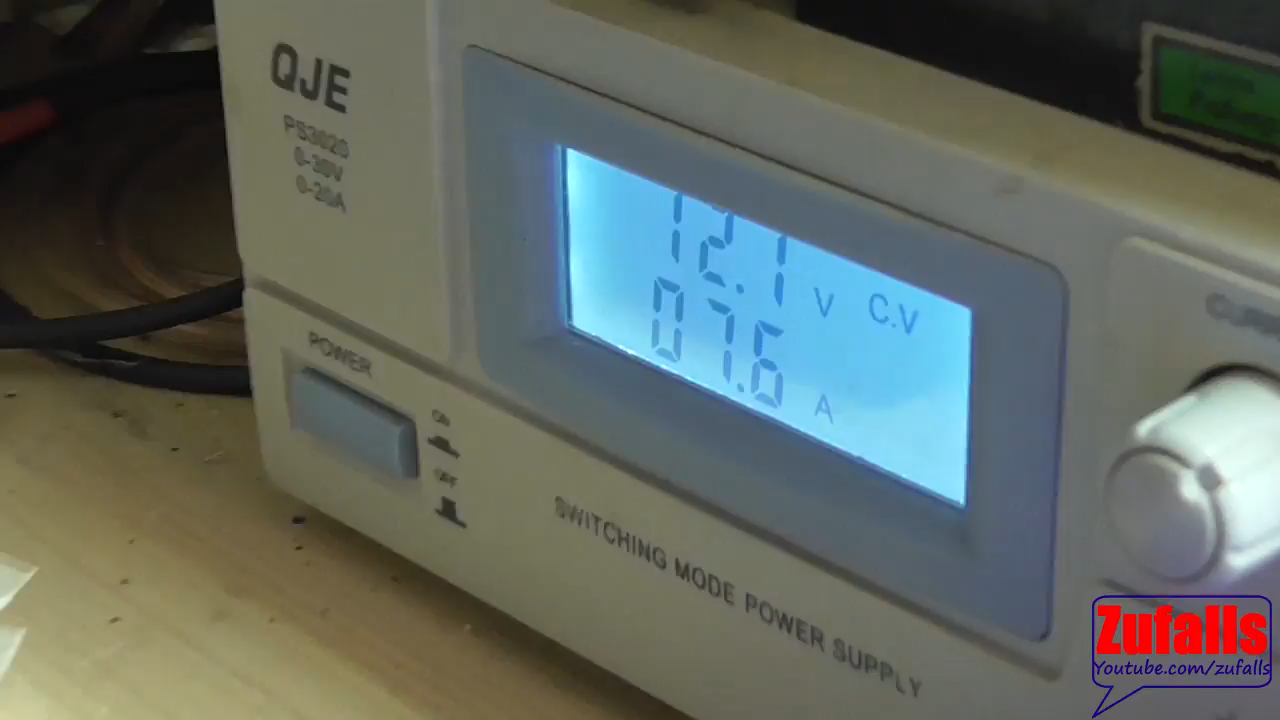 QJE
PS3020
0-30V
0-20A
12.1 V C.V
07.6 A
POWER
ON
OFF
SWITCHING MODE POWER SUPPLY
Zufalls
Youtube.com/zufalls